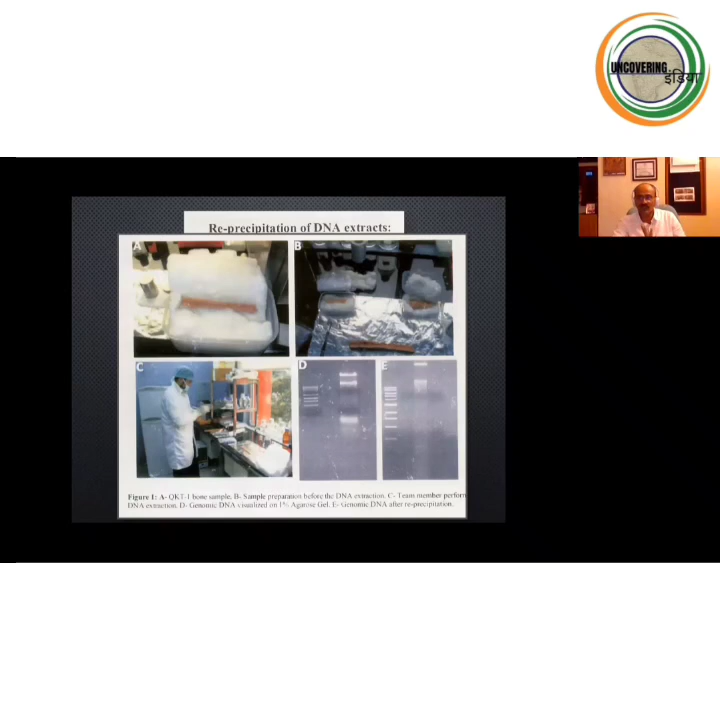 UNCOVERING
इंडिया
Re-precipitation of DNA extracts:
A
B
C
D
E
Figure 1: A- QKT-1 bone sample, B- Sample preparation before the DNA extraction, C- Team member perform
DNA extraction, D- Genomic DNA visualized on 1% Agarose Gel, E- Genomic DNA after re-precipitation.